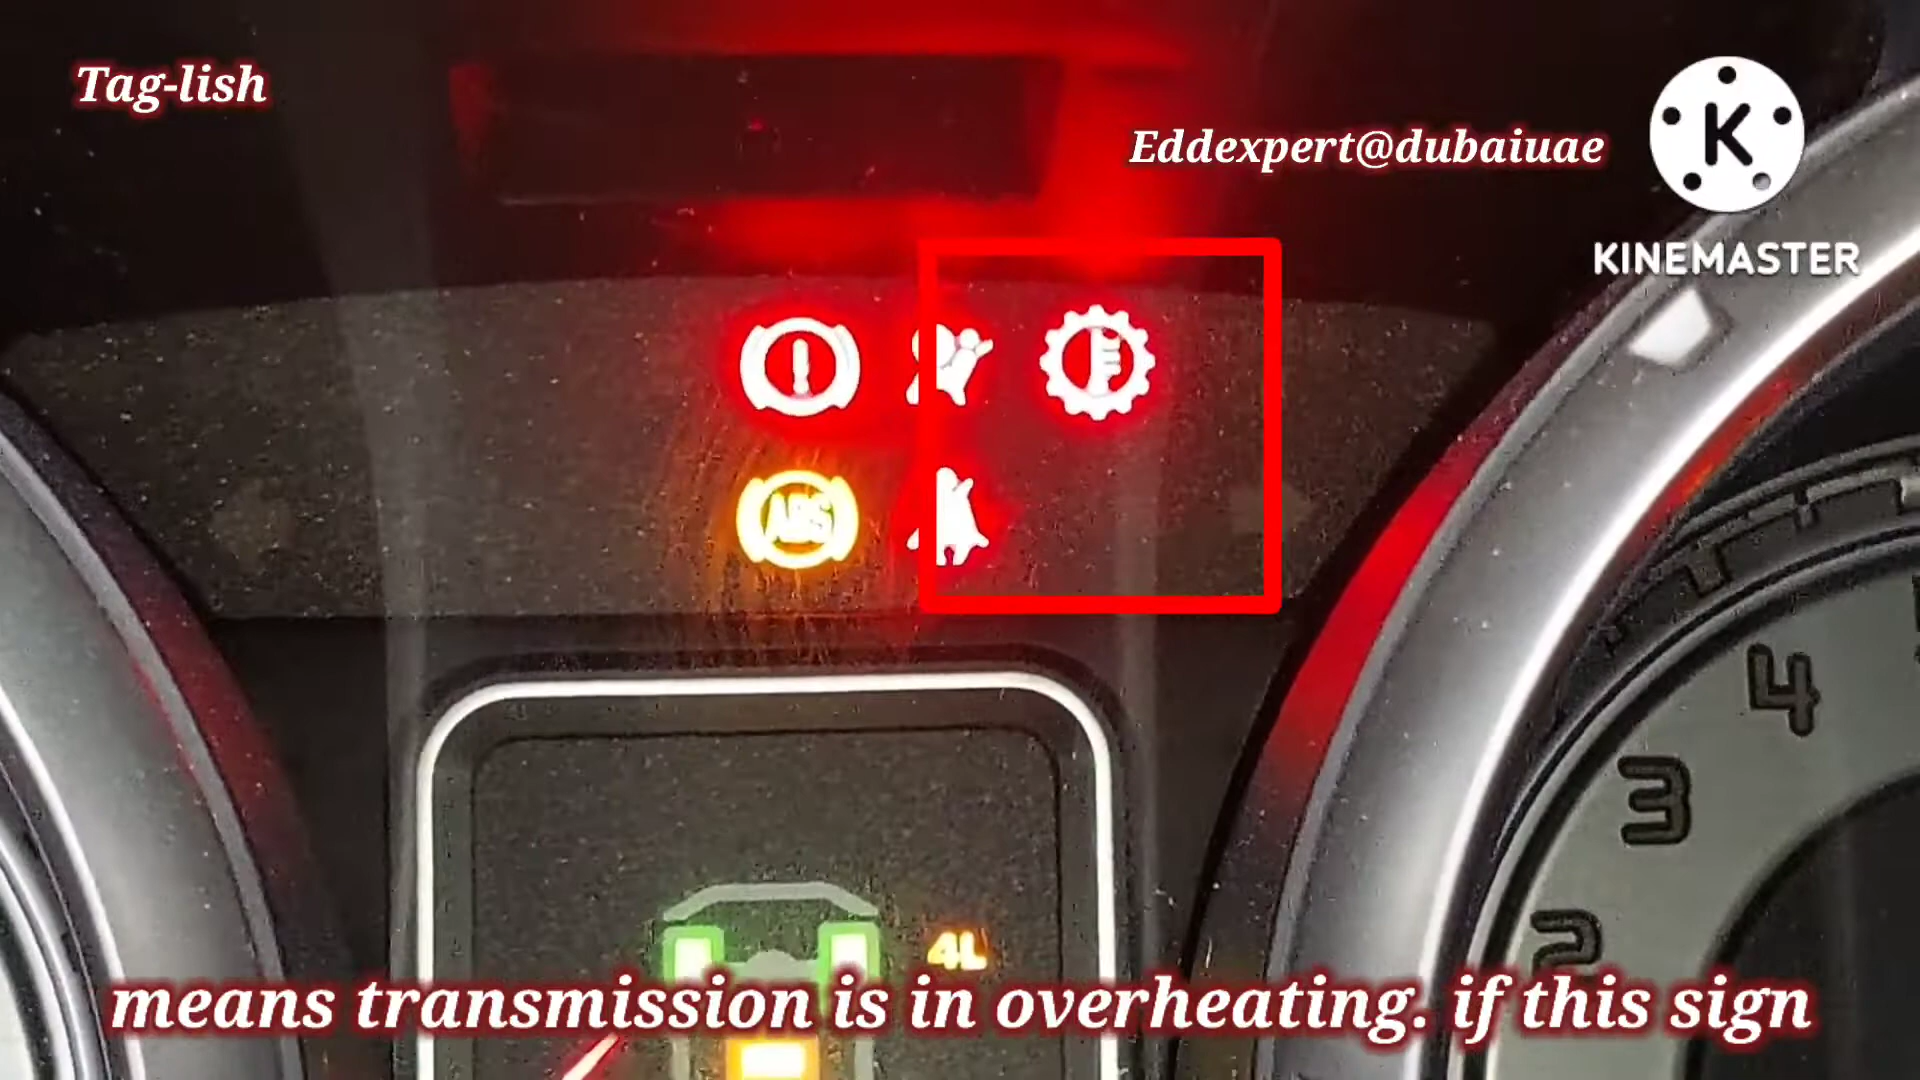 Tag-lish
Eddexpert@dubaiuae
K
KINEMASTER
ABS
4
3
2
4L
means transmission is in overheating. if this sign